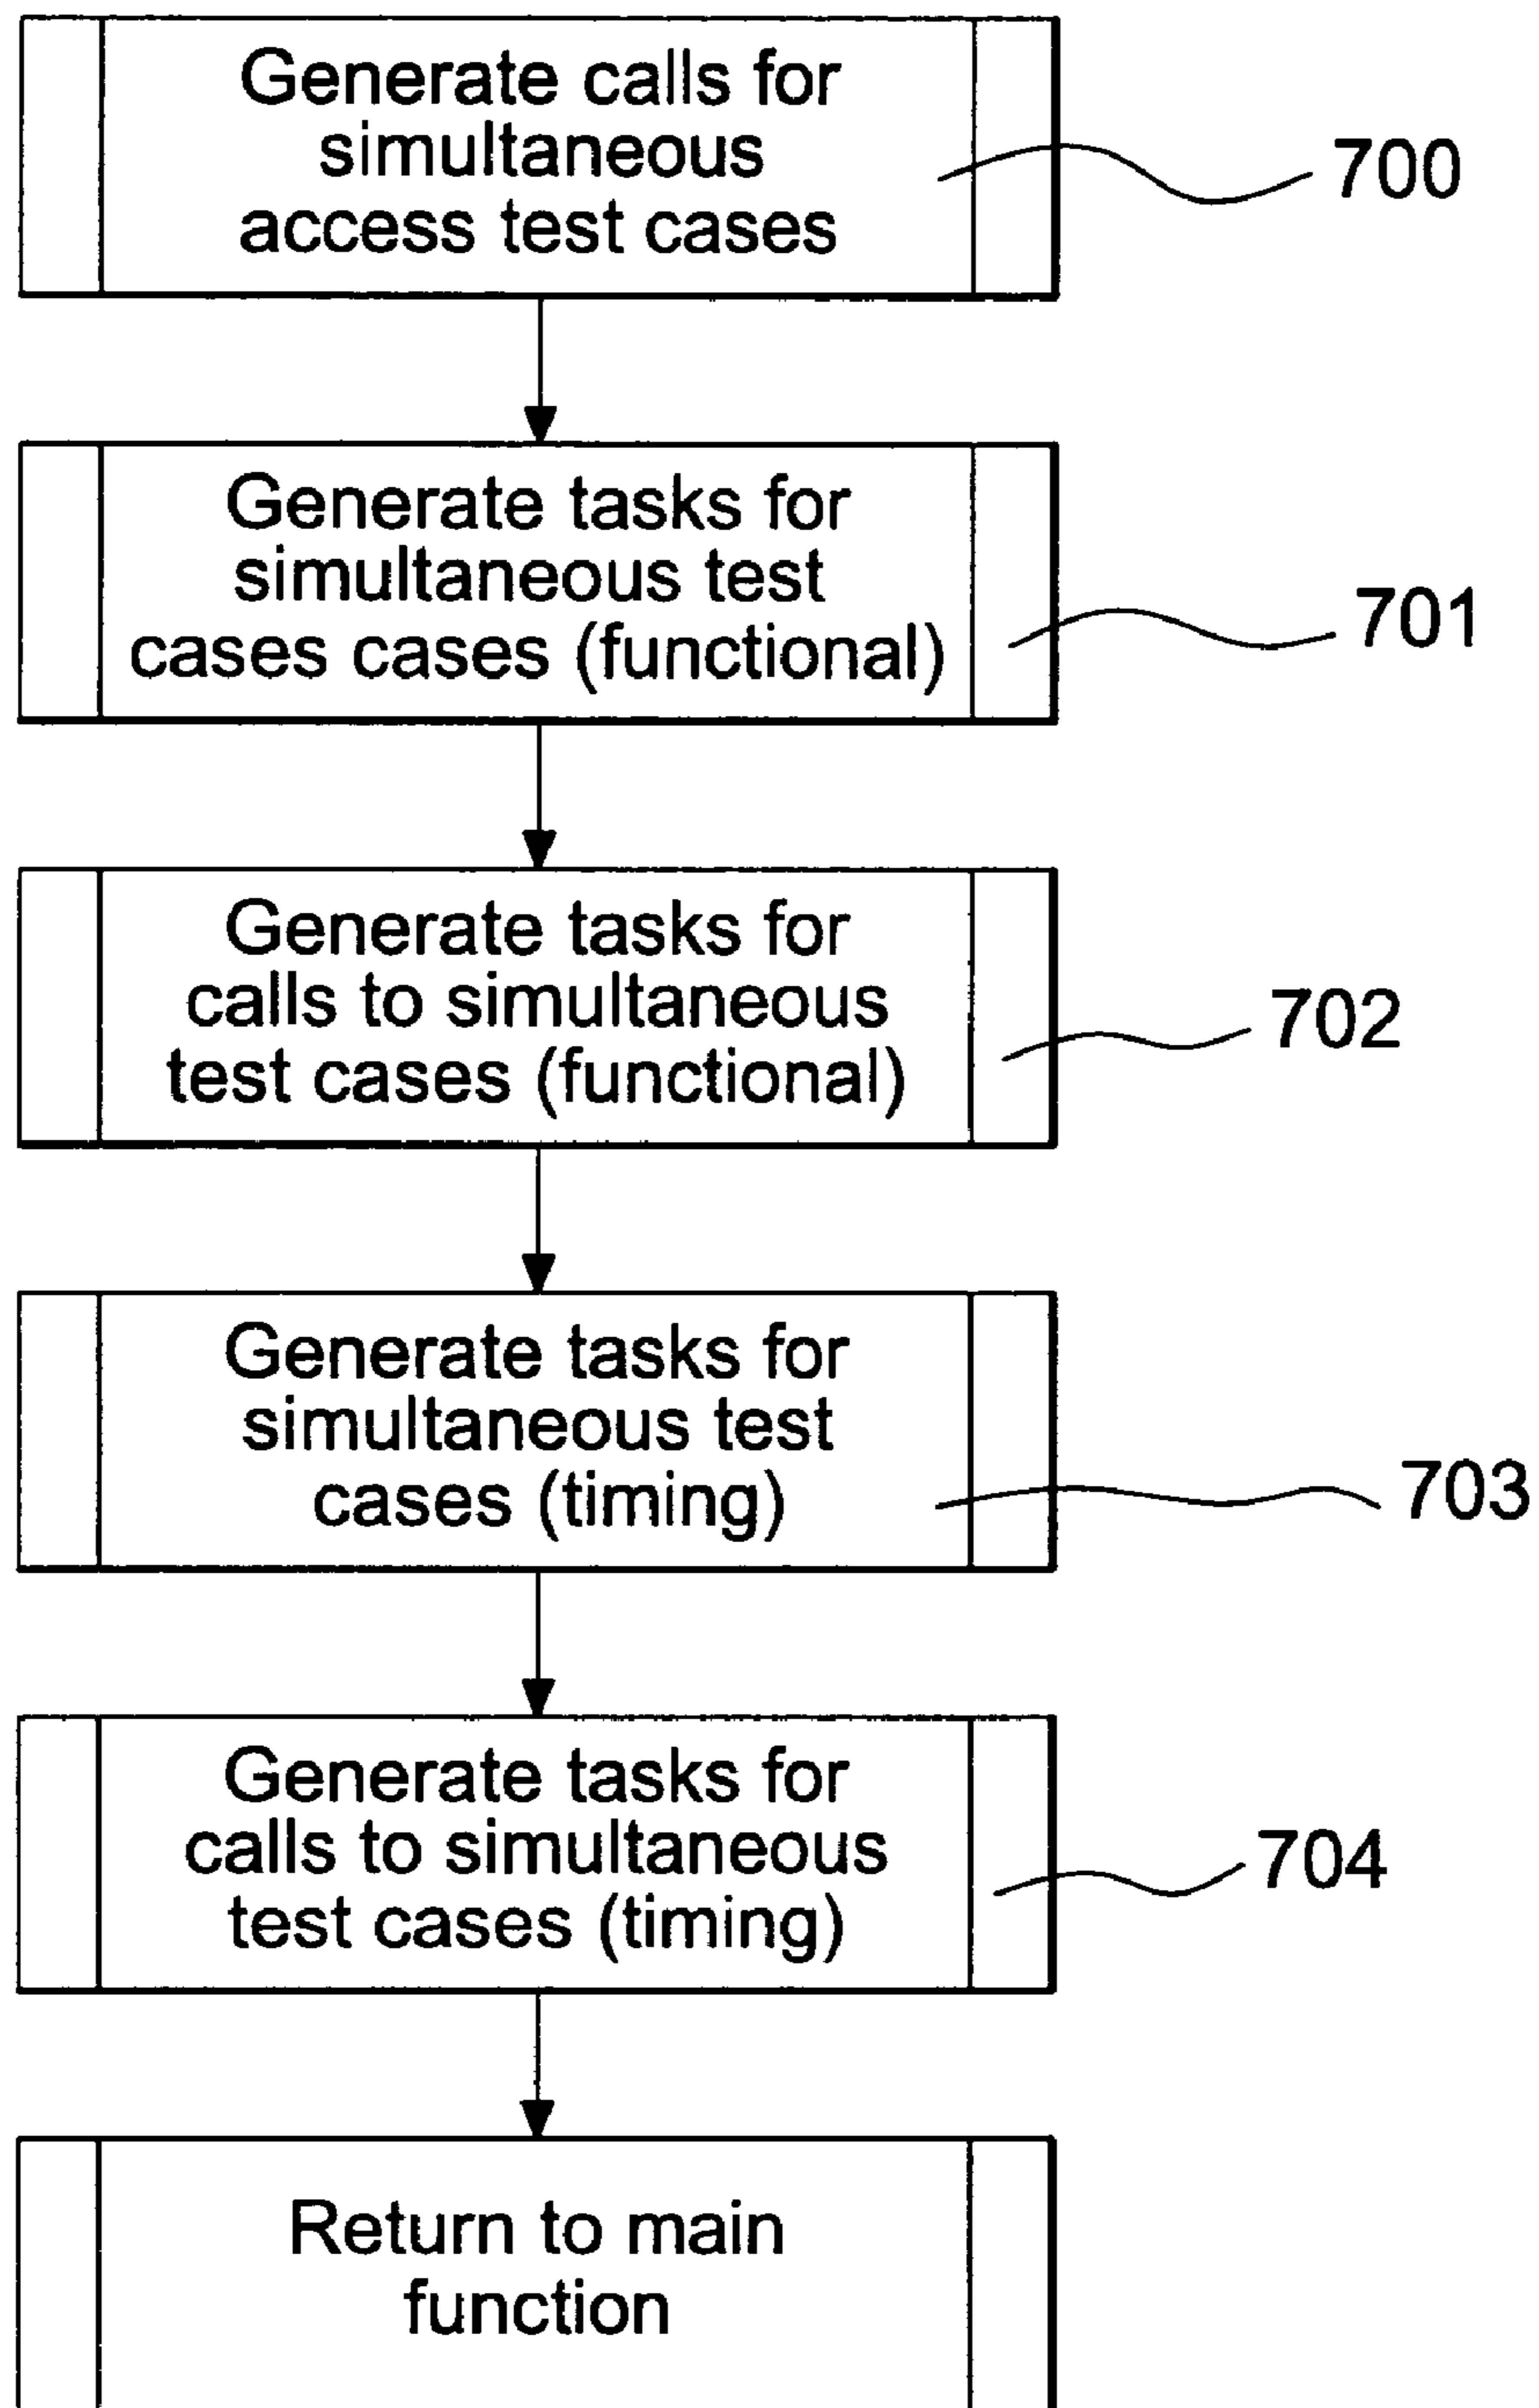 Generate calls for
simultaneous
access test cases
700
Generate tasks for
simultaneous test
cases cases (functional)
701
Generate tasks for
calls to simultaneous
test cases (functional)
702
Generate tasks for
simultaneous test
cases (timing)
703
Generate tasks for
calls to simultaneous
test cases (timing)
704
Return to main
function